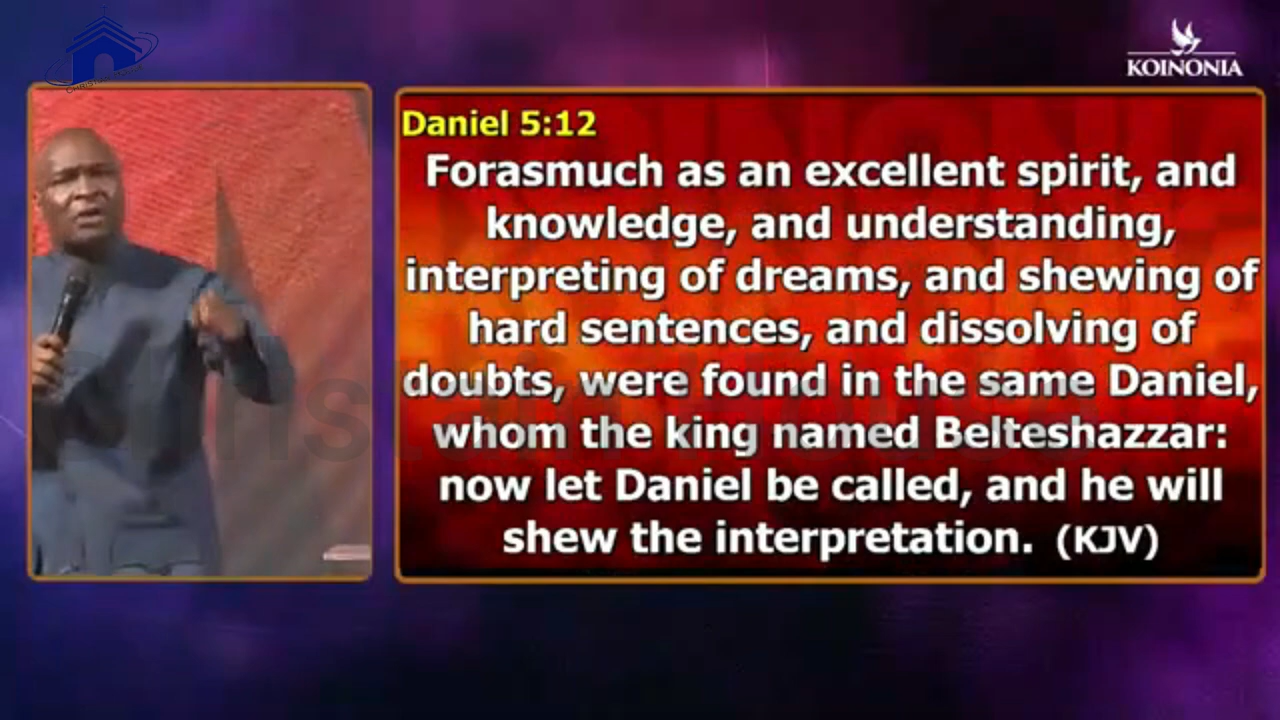 KOINONIA
Daniel 5:12
Forasmuch as an excellent spirit, and
knowledge, and understanding,
interpreting of dreams, and shewing of
hard sentences, and dissolving of
doubts, were found in the same Daniel,
whom the king named Belteshazzar:
now let Daniel be called, and he will
shew the interpretation. (KJV)